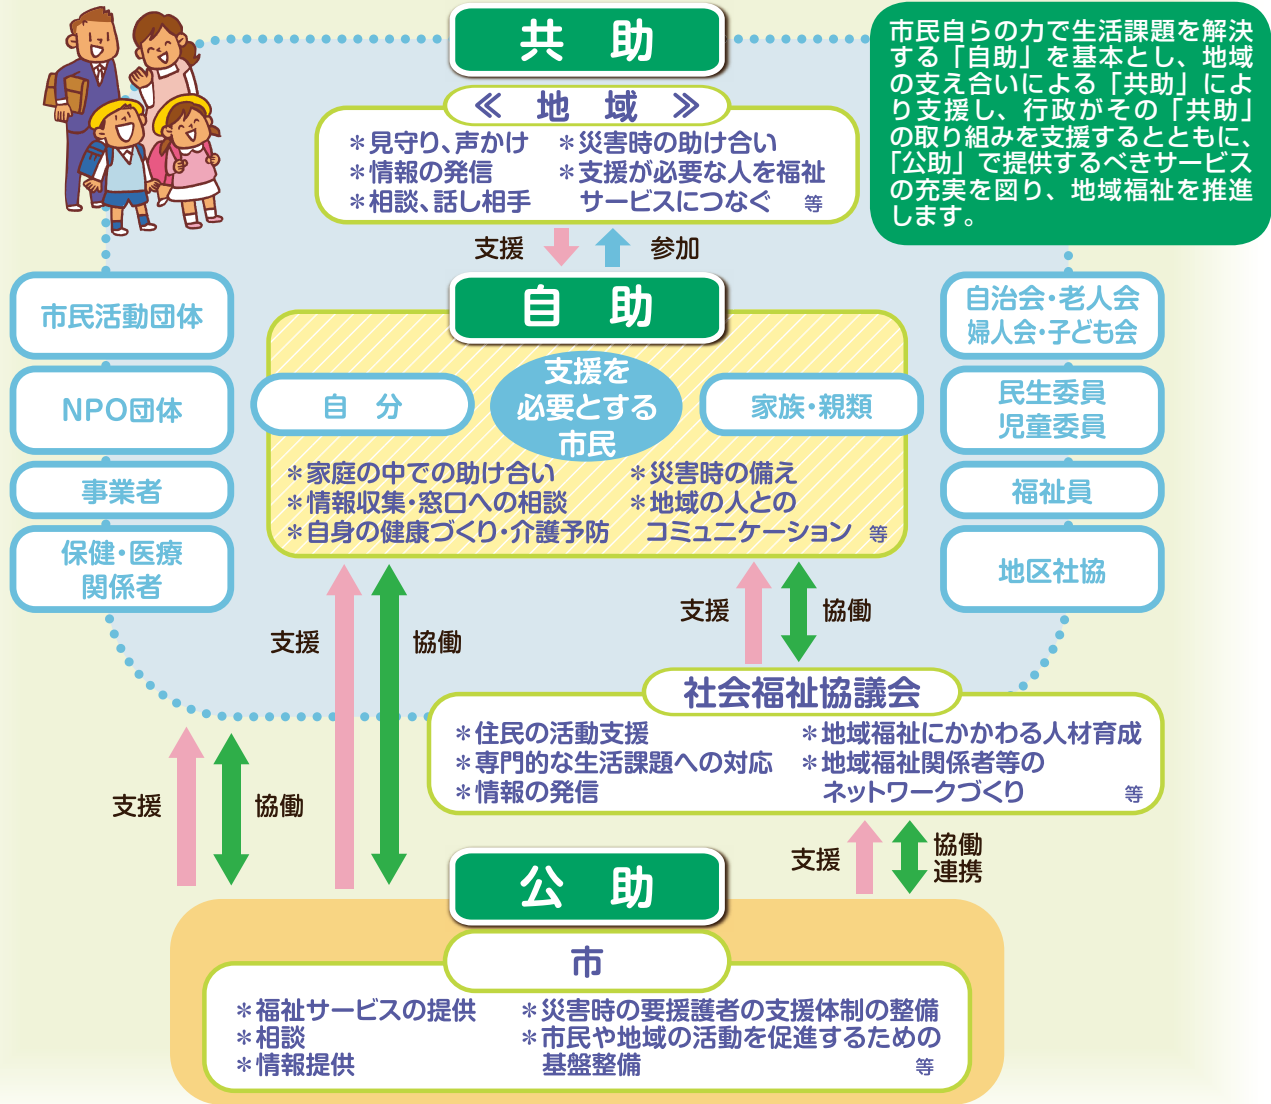 共　助
市民自らの力で生活課題を解決
する「自助」を基本とし、地域
の支え合いによる「共助」によ
り支援し、行政がその「共助」
の取り組みを支援するとともに、
「公助」で提供するべきサービス
の充実を図り、地域福祉を推進
します。
≪　地　域　≫
＊見守り、声かけ
＊情報の発信
＊相談、話し相手
＊災害時の助け合い
＊支援が必要な人を福祉
サービスにつなぐ　等
支援
参加
自　助
市民活動団体
NPO団体
事業者
保健・医療
関係者
自　分
支援を
必要とする
市民
家族・親類
＊家庭の中での助け合い
＊情報収集・窓口への相談
＊自身の健康づくり・介護予防
＊災害時の備え
＊地域の人との
コミュニケーション　等
自治会・老人会
婦人会・子ども会
民生委員
児童委員
福祉員
地区社協
支援
協働
支援
協働
社会福祉協議会
＊住民の活動支援
＊専門的な生活課題への対応
＊情報の発信
＊地域福祉にかかわる人材育成
＊地域福祉関係者等の
ネットワークづくり　等
支援
協働
支援
協働
連携
公　助
市
＊福祉サービスの提供
＊相談
＊情報提供
＊災害時の要援護者の支援体制の整備
＊市民や地域の活動を促進するための
基盤整備　等